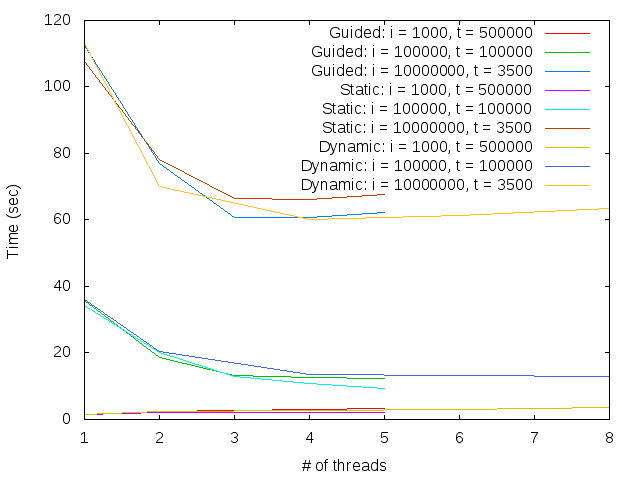 120
100
80
60
40
20
0
Time (sec)
Guided: i = 1000, t = 500000
Guided: i = 100000, t = 100000
Guided: i = 10000000, t = 3500
Static: i = 1000, t = 500000
Static: i = 100000, t = 100000
Static: i = 10000000, t = 3500
Dynamic: i = 1000, t = 500000
Dynamic: i = 100000, t = 100000
Dynamic: i = 10000000, t = 3500
1 2 3 4 5 6 7 8
# of threads